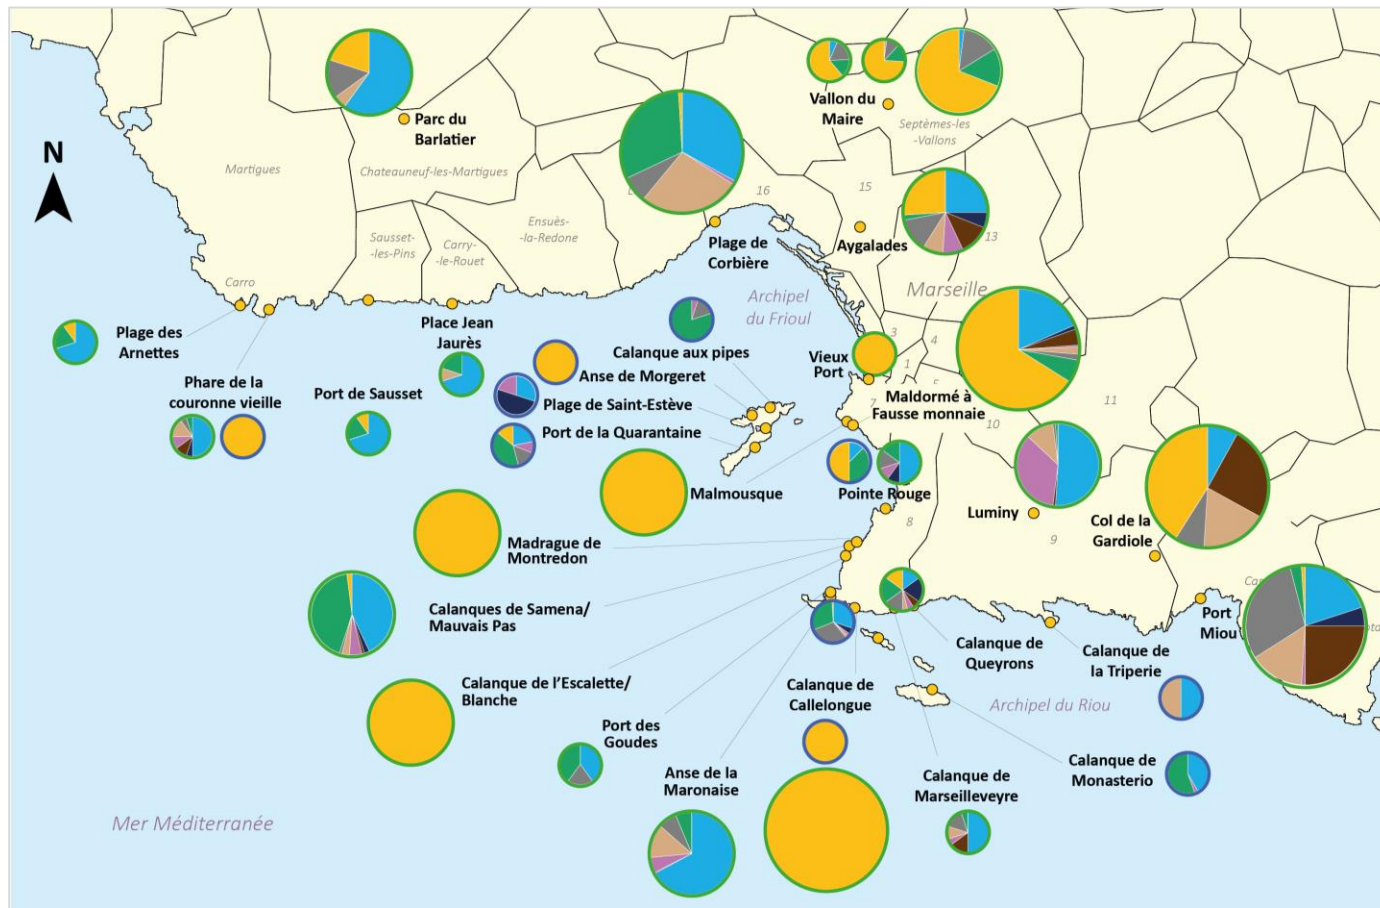 N
Parc du
Barlatier
Martigues
Chateauneuf-les-Martigues
Vallon du
Maire
Septèmes-les
-Vallons
16
15
13
Ensuès-
la-Redone
Sausset-
-les-Pins
Carry-
le-Rouet
Plage de
Corbière
Aygalades
Carro
Plage des
Arnettes
Place Jean
Jaurès
Archipel
du Frioul
Marseille
Calanque aux pipes
Anse de Morgeret
Plage de Saint-Estève
Port de la Quarantaine
Vieux
Port
3
4
1
7
Maldormé à
Fausse monnaie
11
10
Phare de la
couronne vieille
Port de Sausset
Malmousque
Pointe Rouge
Luminy
8
9
Col de la
Gardiole
Madrague de
Montredon
Calanques de Samena/
Mauvais Pas
Port
Miou
Calanque de
Queyrons
Calanque de
la Triperie
Calanque de l'Escalette/
Blanche
Calanque de
Callelongue
Archipel du Riou
Port des
Goudes
Anse de la
Maronaise
Calanque de
Marseilleveyre
Calanque de
Monasterio
Mer Méditerranée